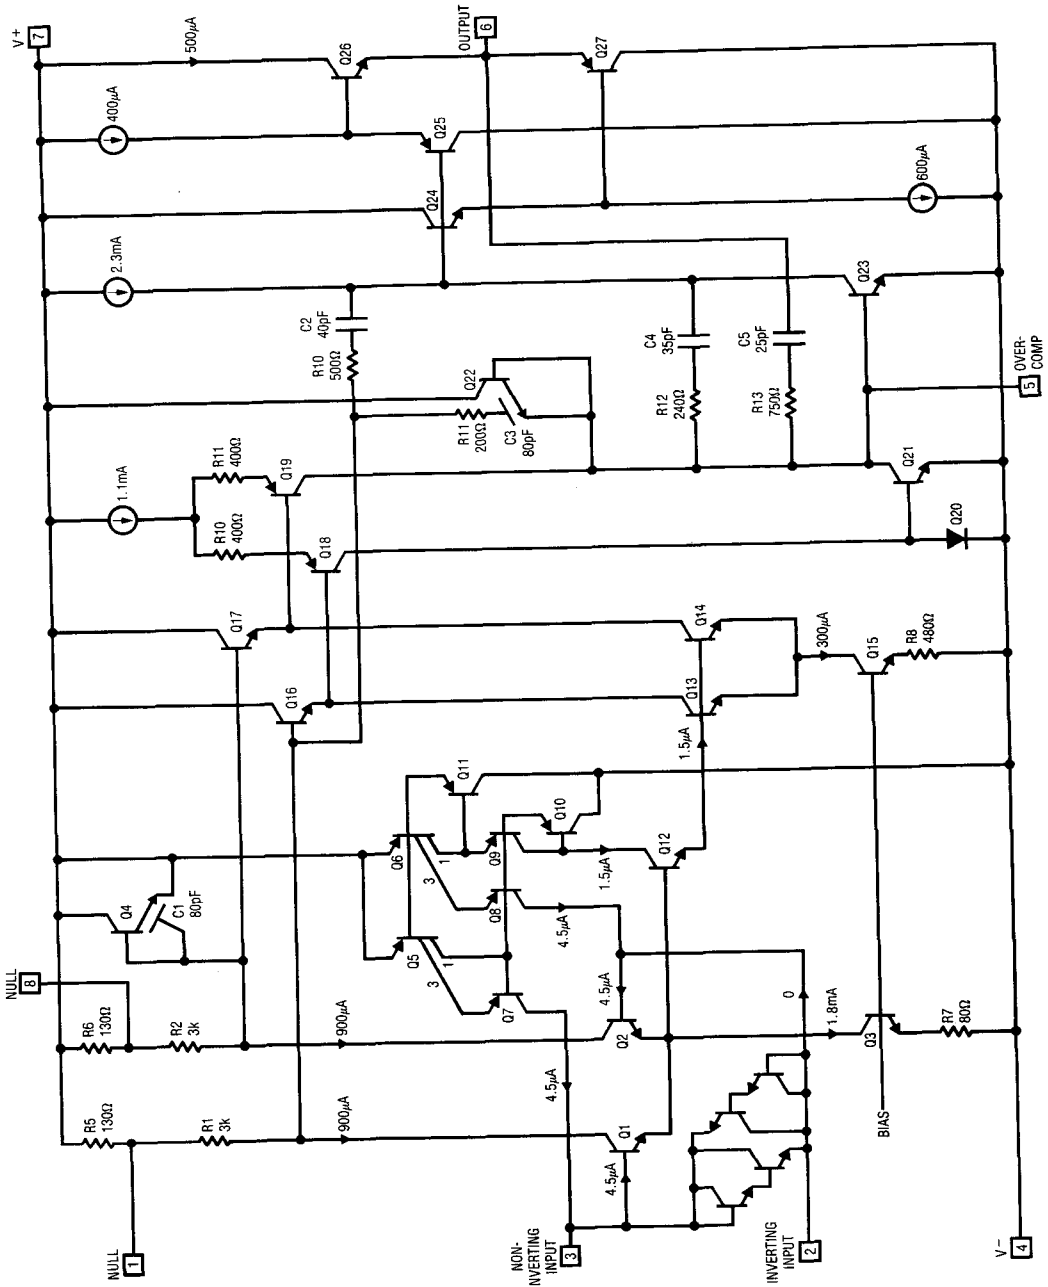 V+
7
500µA
Q26
OUTPUT
6
Q27
400µA
Q25
Q24
600µA
2.3mA
C2
40pF
R10
500Ω
C4
35pF
R12
240Ω
C5
25pF
R13
750Ω
Q23
OVER-
COMP
5
Q22
R11
200Ω
C3
80pF
1.1mA
R11
400Ω
Q19
R10
400Ω
Q18
Q21
Q20
Q17
Q16
Q14
Q13
300µA
Q15
R8
480Ω
1.5µA
Q11
Q10
Q6
Q9
1
3
Q8
1.5µA
Q12
4.5µA
Q5
1
3
Q7
Q4
C1
80pF
NULL
8
R6
130Ω
R2
3k
900µA
4.5µA
Q2
4.5µA
0
1.8mA
Q3
R7
80Ω
R5
130Ω
R1
3k
900µA
Q1
4.5µA
BIAS
NULL
1
NON-
NVERTING
INPUT
3
INVERTING
INPUT
2
V−
4